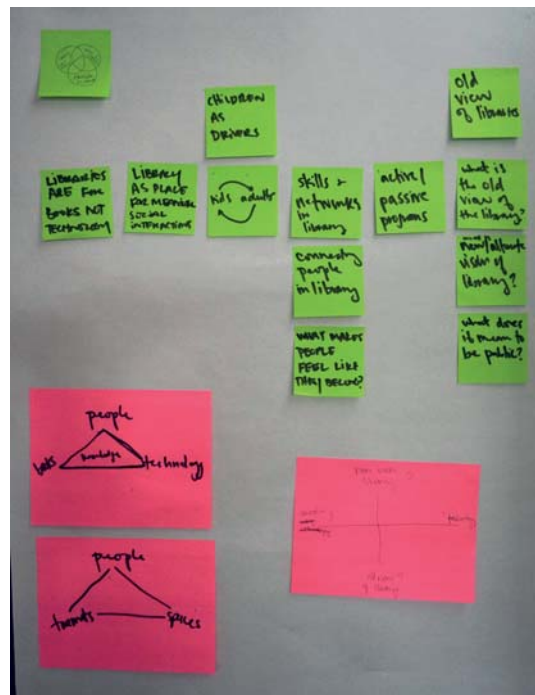 CHILDREN
AS
DRIVERS
old
view
of libraries
LIBRARIES
ARE FOR
BOOKS NOT
TECHNOLOGY
LIBRARY
AS PLACE
FOR
SOCIAL
INTERACTION
kids adults
skills +
networks
in library
active/
passive
programs
what is
the old
view of
the library?
new/alternate
vision of
library?
connecting
people
in library
WHAT MAKES
PEOPLE
FEEL LIKE
THEY BELONG?
what does
it mean to
be public?
people
knowledge
technology
people
spaces